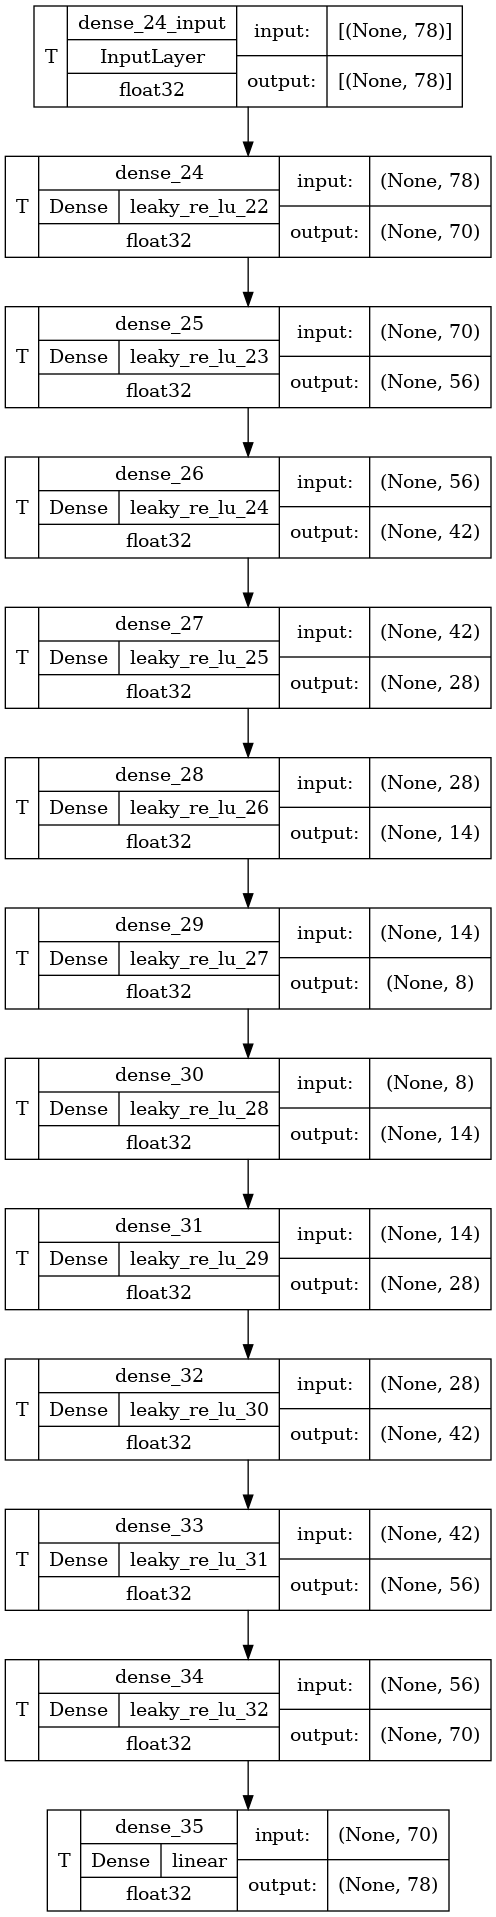 T dense_24_input input: [(None, 78)]
InputLayer
float32 output: [(None, 78)]
T dense_24 input: (None, 78)
Dense leaky_re_lu_22
float32 output: (None, 70)
T dense_25 input: (None, 70)
Dense leaky_re_lu_23
float32 output: (None, 56)
T dense_26 input: (None, 56)
Dense leaky_re_lu_24
float32 output: (None, 42)
T dense_27 input: (None, 42)
Dense leaky_re_lu_25
float32 output: (None, 28)
T dense_28 input: (None, 28)
Dense leaky_re_lu_26
float32 output: (None, 14)
T dense_29 input: (None, 14)
Dense leaky_re_lu_27
float32 output: (None, 8)
T dense_30 input: (None, 8)
Dense leaky_re_lu_28
float32 output: (None, 14)
T dense_31 input: (None, 14)
Dense leaky_re_lu_29
float32 output: (None, 28)
T dense_32 input: (None, 28)
Dense leaky_re_lu_30
float32 output: (None, 42)
T dense_33 input: (None, 42)
Dense leaky_re_lu_31
float32 output: (None, 56)
T dense_34 input: (None, 56)
Dense leaky_re_lu_32
float32 output: (None, 70)
T dense_35 input: (None, 70)
Dense linear
float32 output: (None, 78)